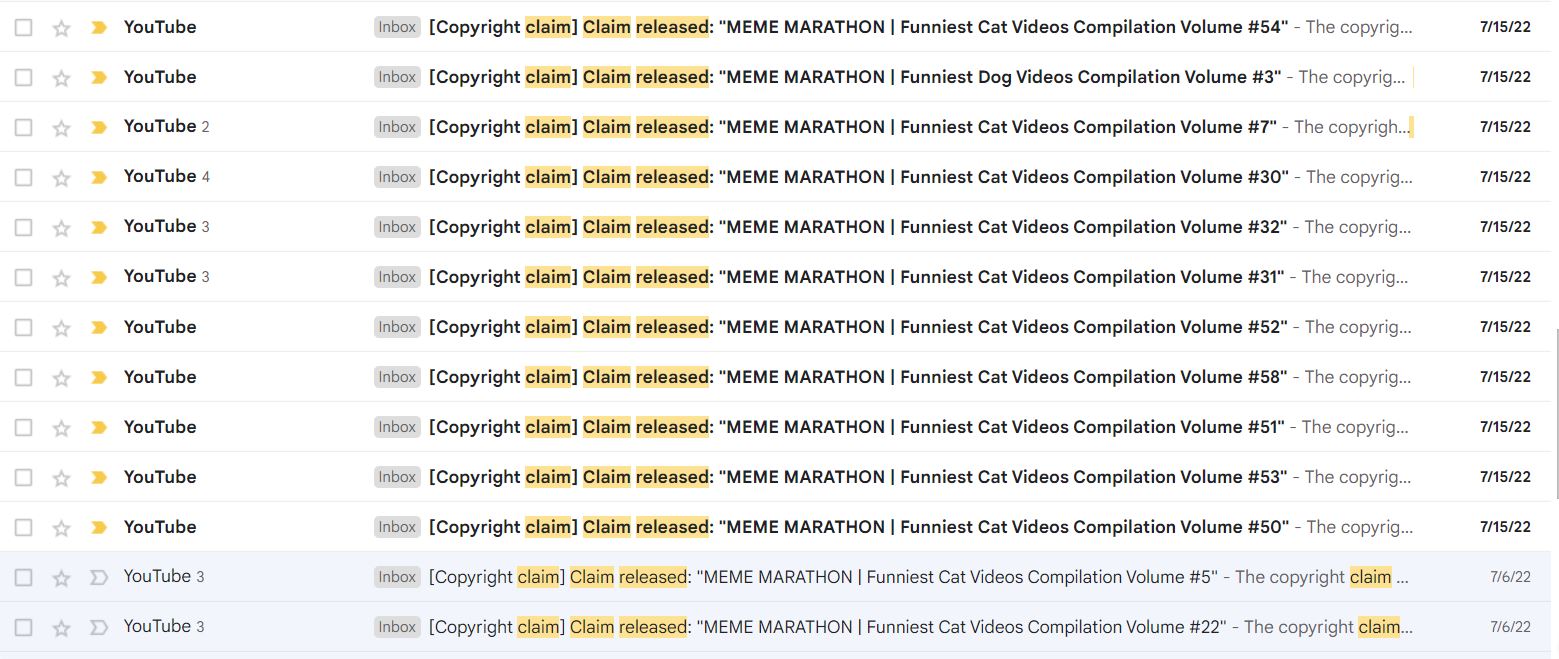 YouTube Inbox [Copyright claim] Claim released: "MEME MARATHON | Funniest Cat Videos Compilation Volume #54" - The copyrig... 7/15/22
YouTube Inbox [Copyright claim] Claim released: "MEME MARATHON | Funniest Dog Videos Compilation Volume #3" - The copyrig... 7/15/22
YouTube 2 Inbox [Copyright claim] Claim released: "MEME MARATHON | Funniest Cat Videos Compilation Volume #7" - The copyrigh... 7/15/22
YouTube 4 Inbox [Copyright claim] Claim released: "MEME MARATHON | Funniest Cat Videos Compilation Volume #30" - The copyrig... 7/15/22
YouTube 3 Inbox [Copyright claim] Claim released: "MEME MARATHON | Funniest Cat Videos Compilation Volume #32" - The copyrig... 7/15/22
YouTube 3 Inbox [Copyright claim] Claim released: "MEME MARATHON | Funniest Cat Videos Compilation Volume #31" - The copyrig... 7/15/22
YouTube Inbox [Copyright claim] Claim released: "MEME MARATHON | Funniest Cat Videos Compilation Volume #52" - The copyrig... 7/15/22
YouTube Inbox [Copyright claim] Claim released: "MEME MARATHON | Funniest Cat Videos Compilation Volume #58" - The copyrig... 7/15/22
YouTube Inbox [Copyright claim] Claim released: "MEME MARATHON | Funniest Cat Videos Compilation Volume #51" - The copyrig... 7/15/22
YouTube Inbox [Copyright claim] Claim released: "MEME MARATHON | Funniest Cat Videos Compilation Volume #53" - The copyrig... 7/15/22
YouTube Inbox [Copyright claim] Claim released: "MEME MARATHON | Funniest Cat Videos Compilation Volume #50" - The copyrig... 7/15/22
YouTube 3 Inbox [Copyright claim] Claim released: "MEME MARATHON | Funniest Cat Videos Compilation Volume #5" - The copyright claim ... 7/6/22
YouTube 3 Inbox [Copyright claim] Claim released: "MEME MARATHON | Funniest Cat Videos Compilation Volume #22" - The copyright claim... 7/6/22